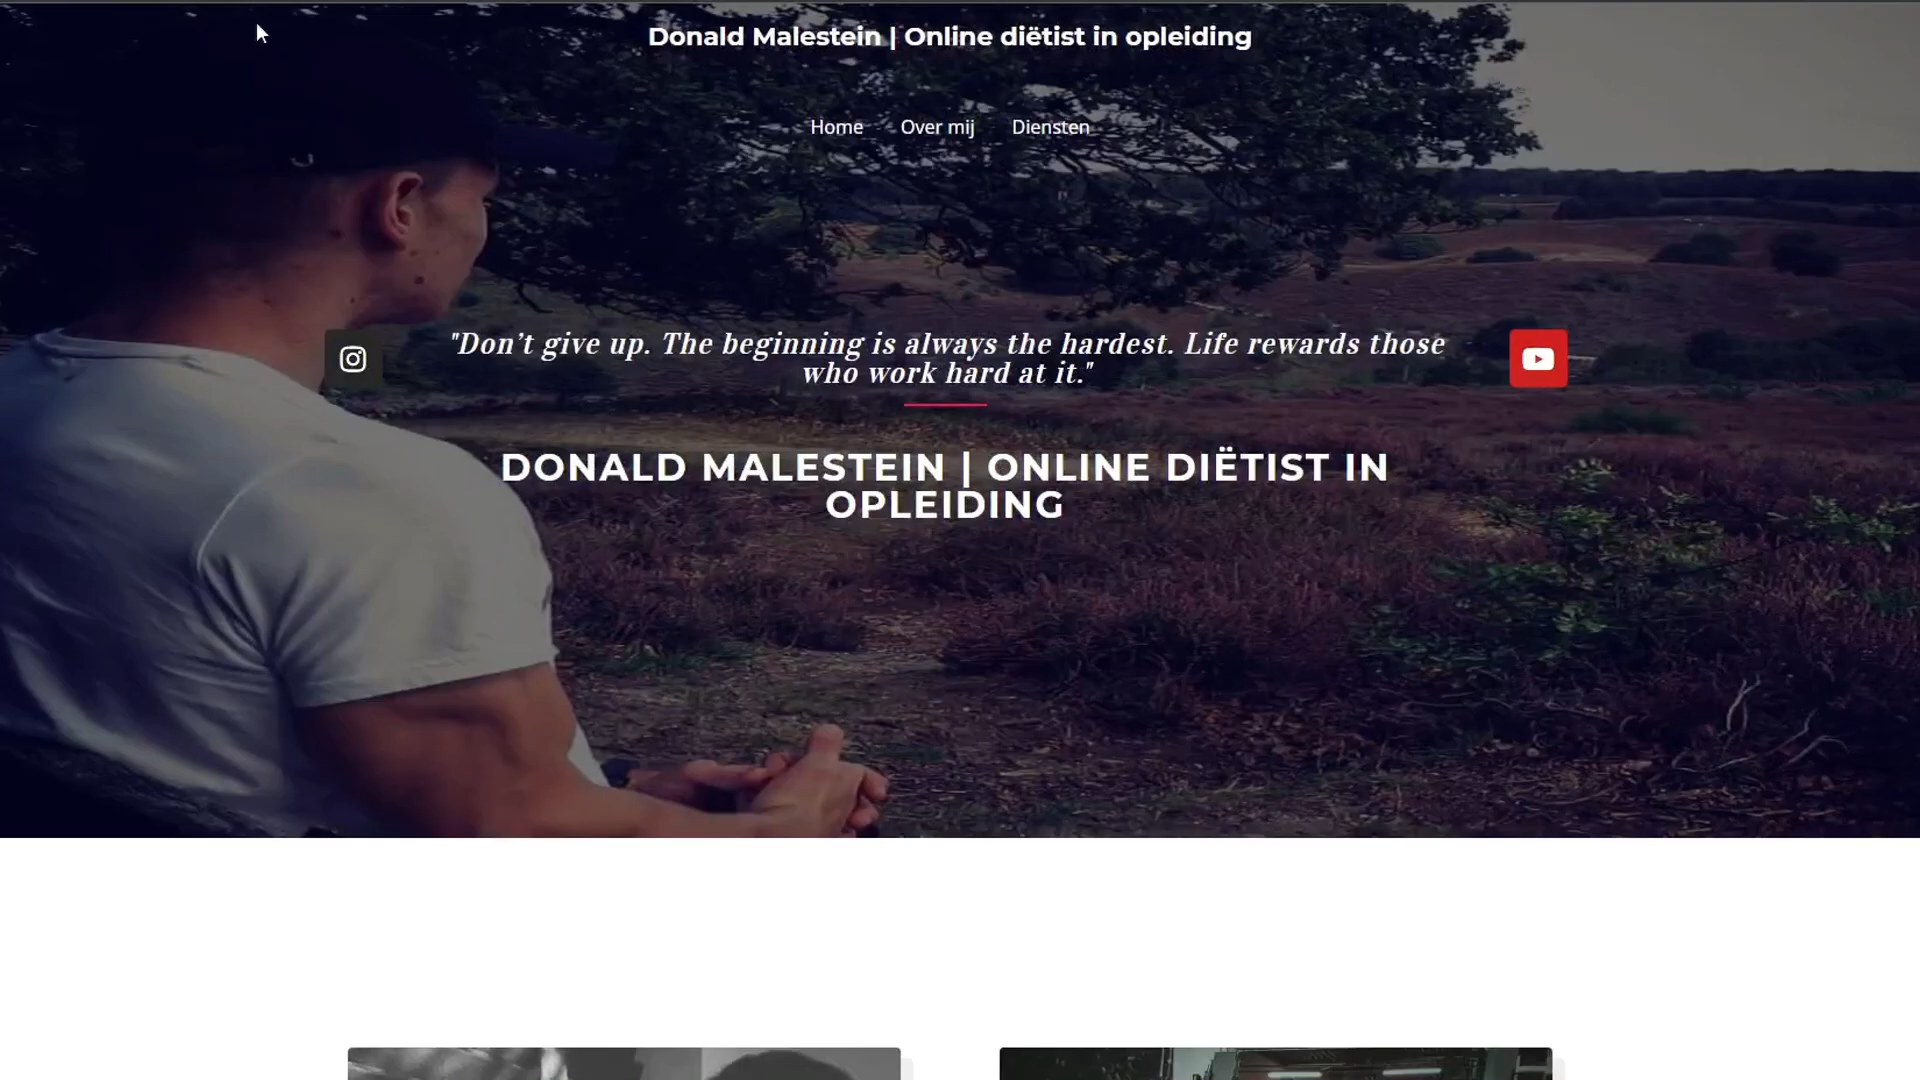 Donald Malestein | Online diëtist in opleiding
Home Over mij Diensten
"Don’t give up. The beginning is always the hardest. Life rewards those
who work hard at it."
DONALD MALESTEIN | ONLINE DIËTIST IN
OPLEIDING